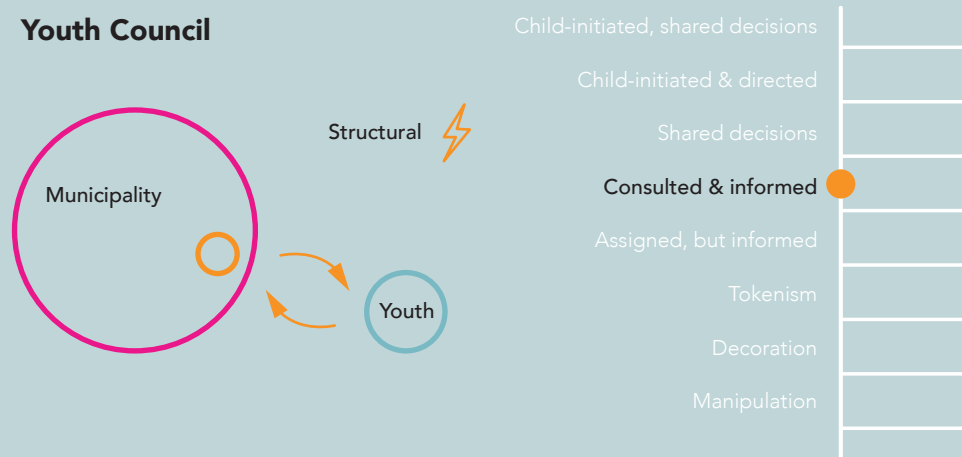 Youth Council
Municipality
Structural
Youth
Child-initiated, shared decisions
Child-initiated & directed
Shared decisions
Consulted & informed
Assigned, but informed
Tokenism
Decoration
Manipulation